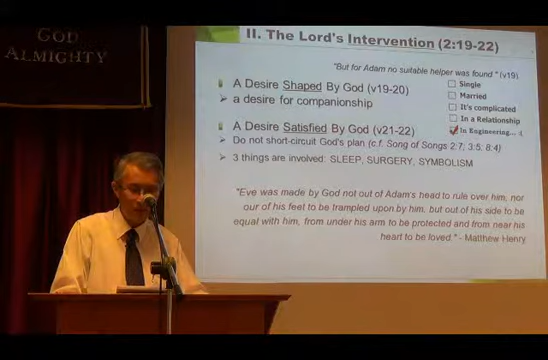 GOD
ALMIGHTY
II. The Lord's Intervention (2:19-22)
"But for Adam no suitable helper was found "(v19)
A Desire Shaped By God (v19-20)
a desire for companionship
Single
Married
It's complicated
In a Relationship
In Engineering...
A Desire Satisfied By God (v21-22)
Do not short-circuit God's plan (c.f. Song of Songs 2:7; 3:5; 8:4)
3 things are involved: SLEEP, SURGERY, SYMBOLISM
"Eve was made by God not out of Adam's head to rule over him, nor
our of his feet to be trampled upon by him, but out of his side to be
equal with him, from under his arm to be protected and from near his
heart to be loved." - Matthew Henry